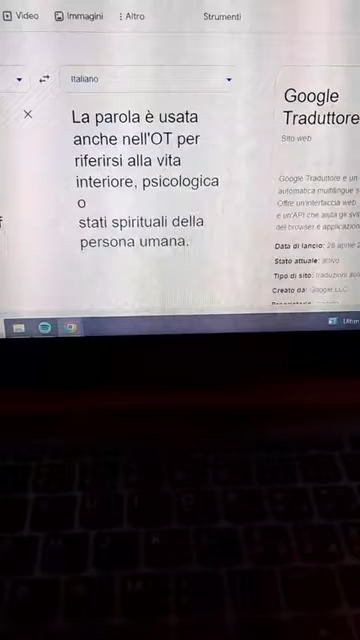 Video Immagini Altro Strumenti
Italiano
La parola è usata
anche nell'OT per
riferirsi alla vita
interiore, psicologica
o
stati spirituali della
persona umana.
Google
Traduttore
Sito web
Google Traduttore è un
automatica multilingue
Offre un'interfaccia web
e un'API che aiuta gli
del browser e applicazion
Data di lancio: 28 aprile
Stato attuale: attivo
Tipo di sito: traduzioni
Creato da: Google LLC